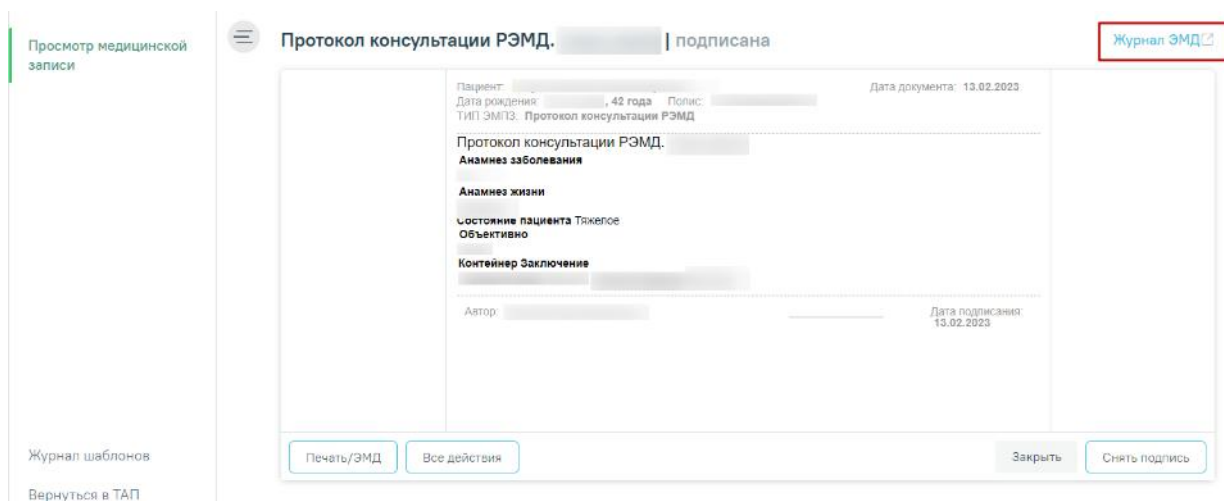 Просмотр медицинской
записи
Протокол консультации РЭМД. | подписана
Журнал ЭМД
Пациент:
Дата документа: 13.02.2023
Дата рождения: , 42 года Полис:
ТИП ЭМПЗ: Протокол консультации РЭМД
Протокол консультации РЭМД.
Анамнез заболевания
Анамнез жизни
Состояние пациента Тяжелое
Объективно
Контейнер Заключение
Автор:
Дата подписания:
13.02.2023
Журнал шаблонов
Вернуться в ТАП
Печать/ЭМД
Все действия
Закрыть
Снять подпись